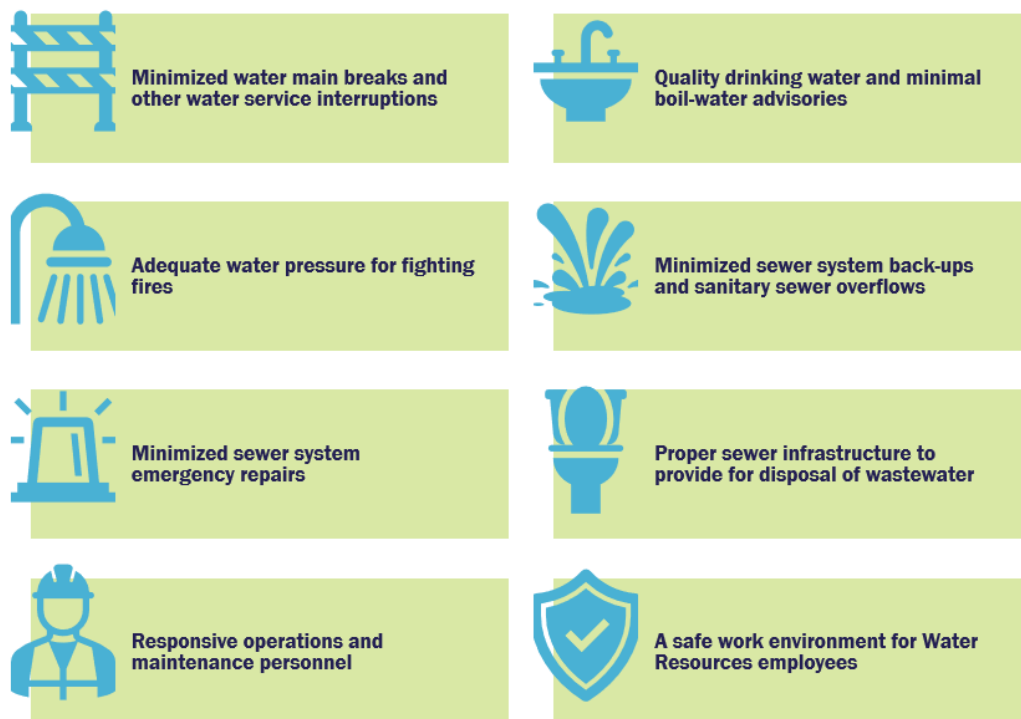 Minimized water main breaks and
other water service interruptions
Quality drinking water and minimal
boil-water advisories
Adequate water pressure for fighting
fires
Minimized sewer system back-ups
and sanitary sewer overflows
Minimized sewer system
emergency repairs
Proper sewer infrastructure to
provide for disposal of wastewater
Responsive operations and
maintenance personnel
A safe work environment for Water
Resources employees